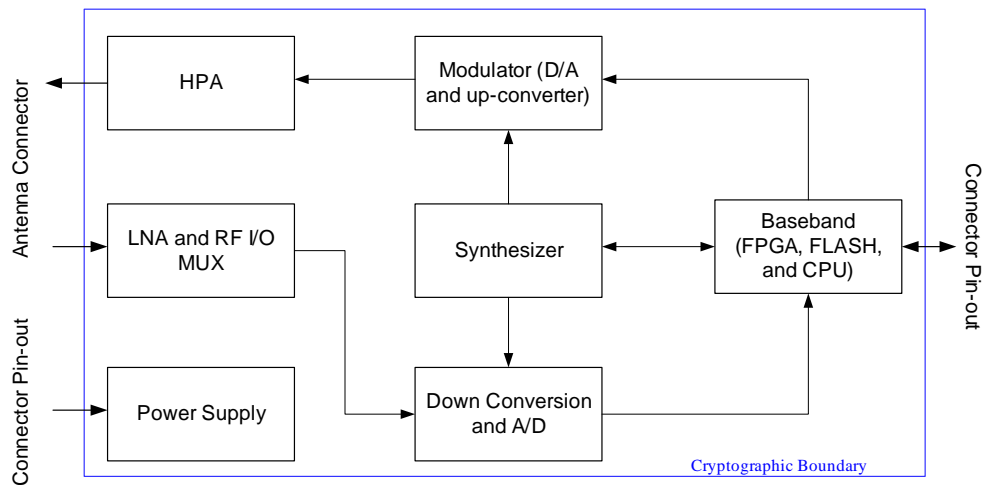 HPA
Modulator (D/A
and up-converter)
Antenna Connector
LNA and RF I/O
MUX
Synthesizer
Baseband
(FPGA, FLASH,
and CPU)
Connector Pin-out
Connector Pin-out
Power Supply
Down Conversion
and A/D
Cryptographic Boundary